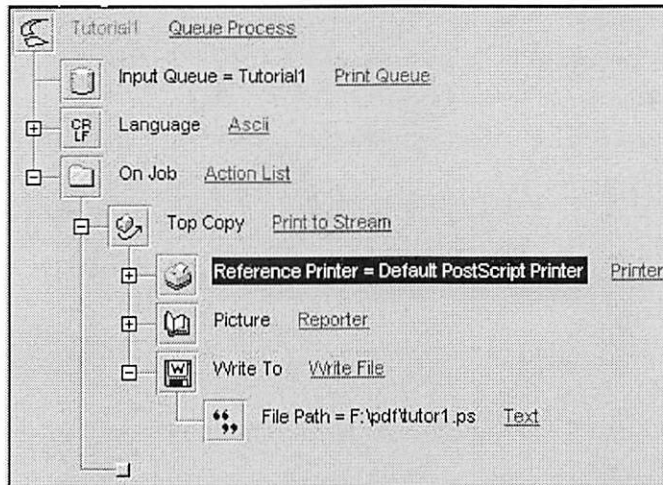 Tutorial1 Queue Process
Input Queue = Tutorial1 Print Queue
CR
LF
Language Ascii
On Job Action List
Top Copy Print to Stream
Reference Printer = Default PostScript Printer Printer
Picture Reporter
W
Write To Write File
File Path = F:\pdf\tutor1.ps Text